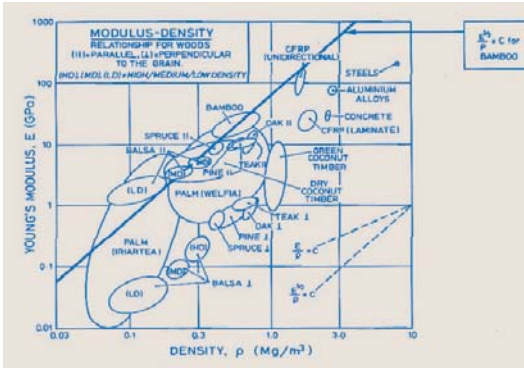 MODULUS-DENSITY
RELATIONSHIP FOR WOODS
(II)=PARALLEL, (⊥)=PERPENDICULAR
TO THE GRAIN.
(HD),(MD),(LD)=HIGH/MEDIUM/LOW DENSITY
CFRP
(UNIDIRECTIONAL)
E½/ρ = C for
BAMBOO
STEELS
ALUMINIUM
ALLOYS
CONCRETE
CFRP (LAMINATE)
BAMBOO
OAK II
SPRUCE II
BALSA II
TEAK II
PINE II
GREEN
COCONUT
TIMBER
DRY
COCONUT
TIMBER
(MD)
(LD)
PALM (WELFIA)
TEAK ⊥
OAK ⊥
PINE ⊥
SPRUCE ⊥
PALM
(IRIARTEA)
(HD)
(MD)
(LD)
BALSA ⊥
E/ρ = C
E½/ρ = C
YOUNG'S MODULUS, E (GPa)
1000
100
10
1
0.1
0.01
0.03
0.1
0.3
1.0
3.0
10
DENSITY, ρ (Mg/m³)